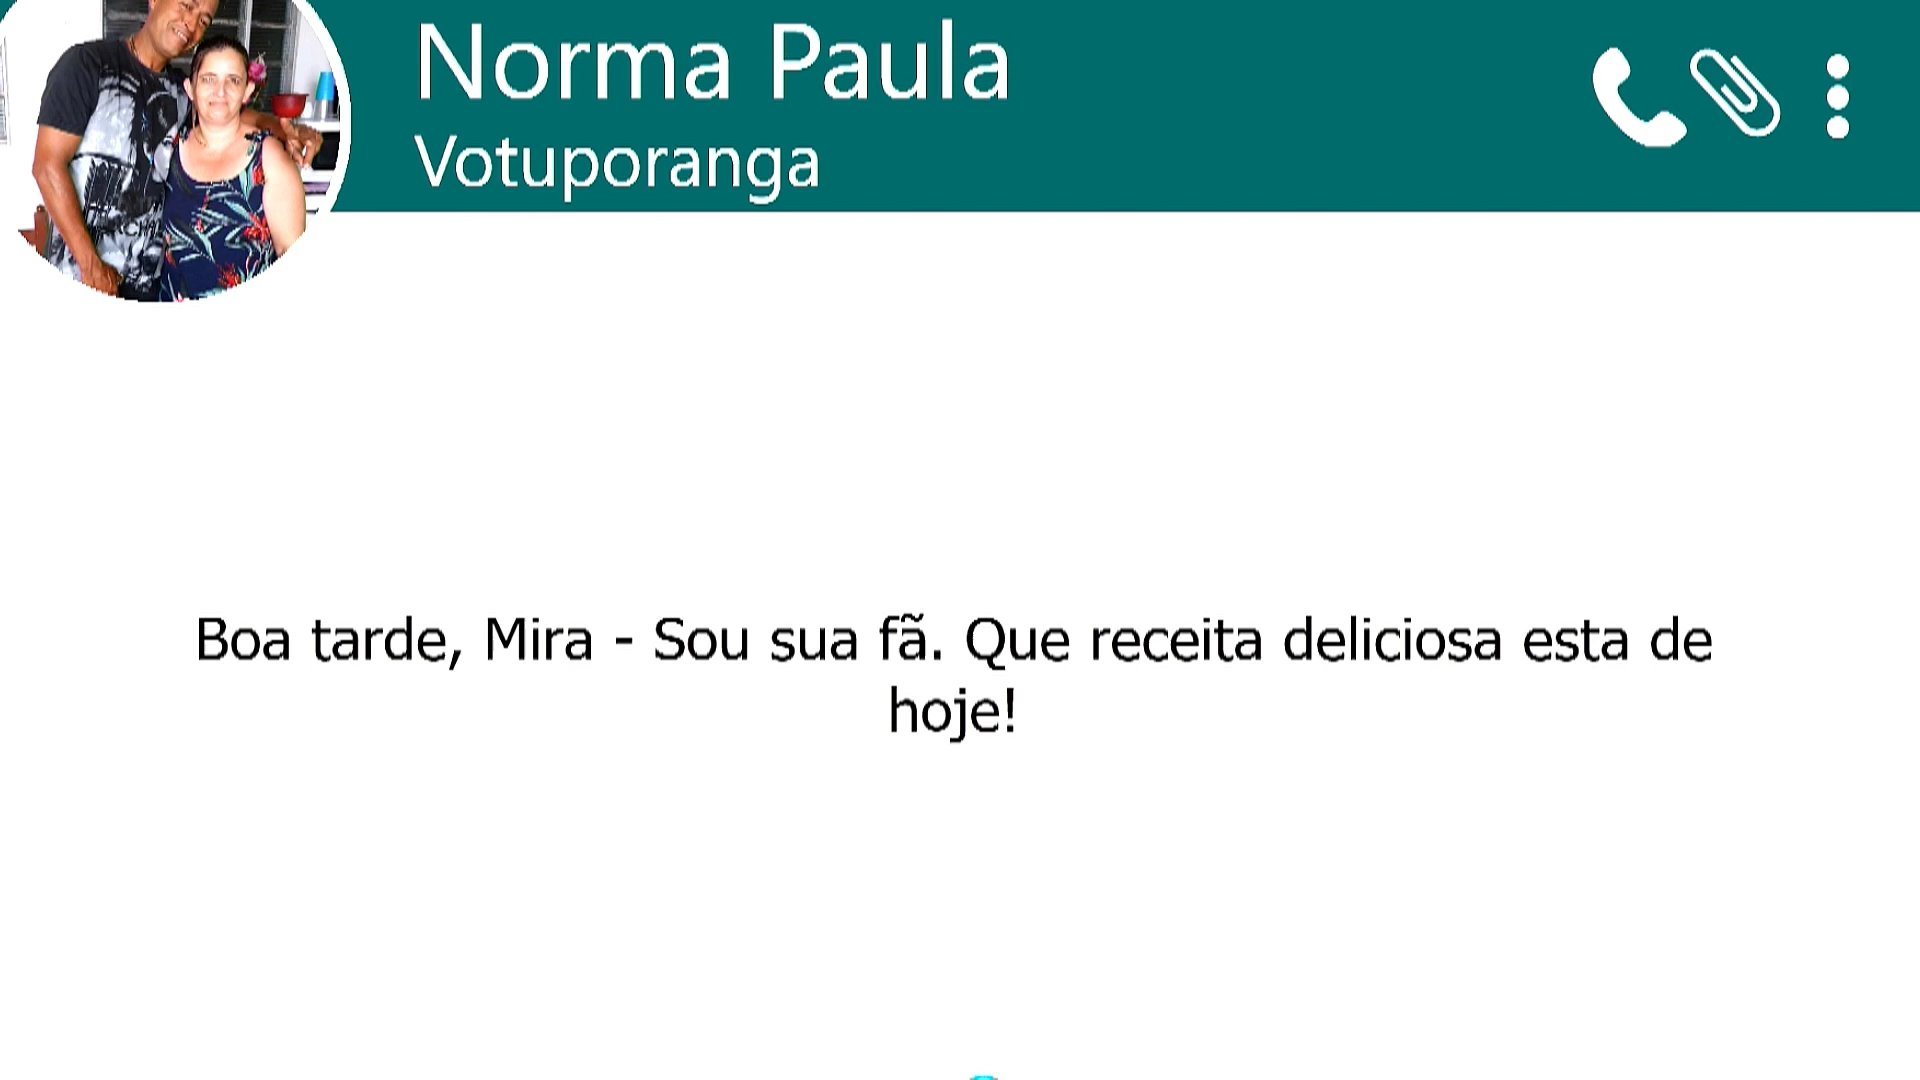 Norma Paula
Votuporanga
Boa tarde, Mira - Sou sua fã. Que receita deliciosa esta de
hoje!